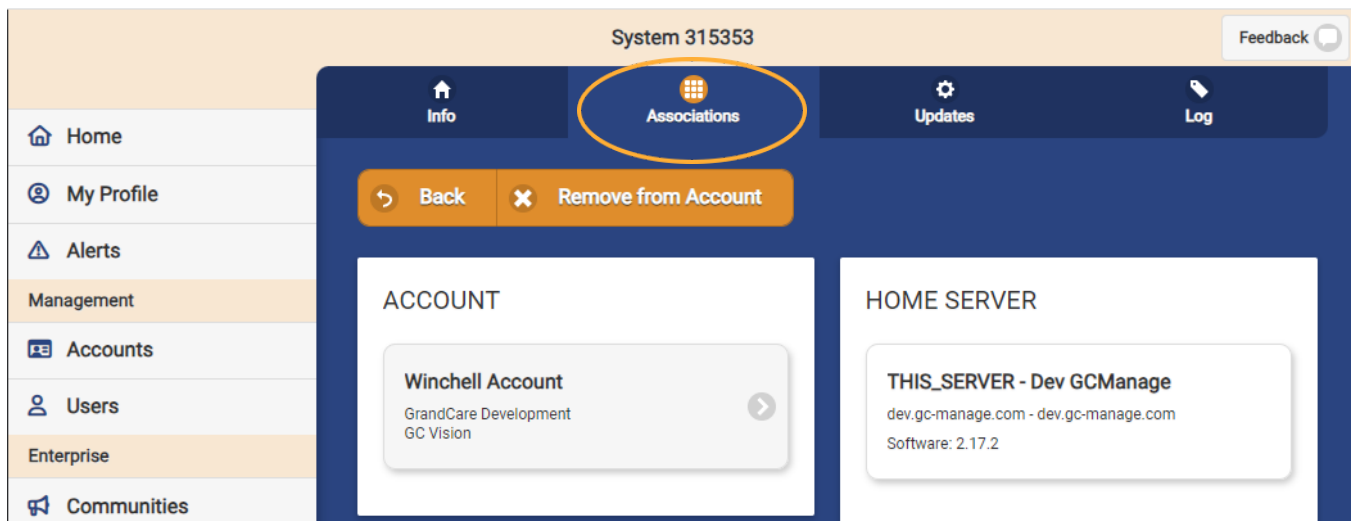 System 315353
Feedback
Info
Associations
Updates
Log
Home
My Profile
Alerts
Management
Accounts
Users
Enterprise
Communities
Back
Remove from Account
ACCOUNT
Winchell Account
GrandCare Development
GC Vision
HOME SERVER
THIS_SERVER - Dev GCManage
dev.gc-manage.com - dev.gc-manage.com
Software: 2.17.2